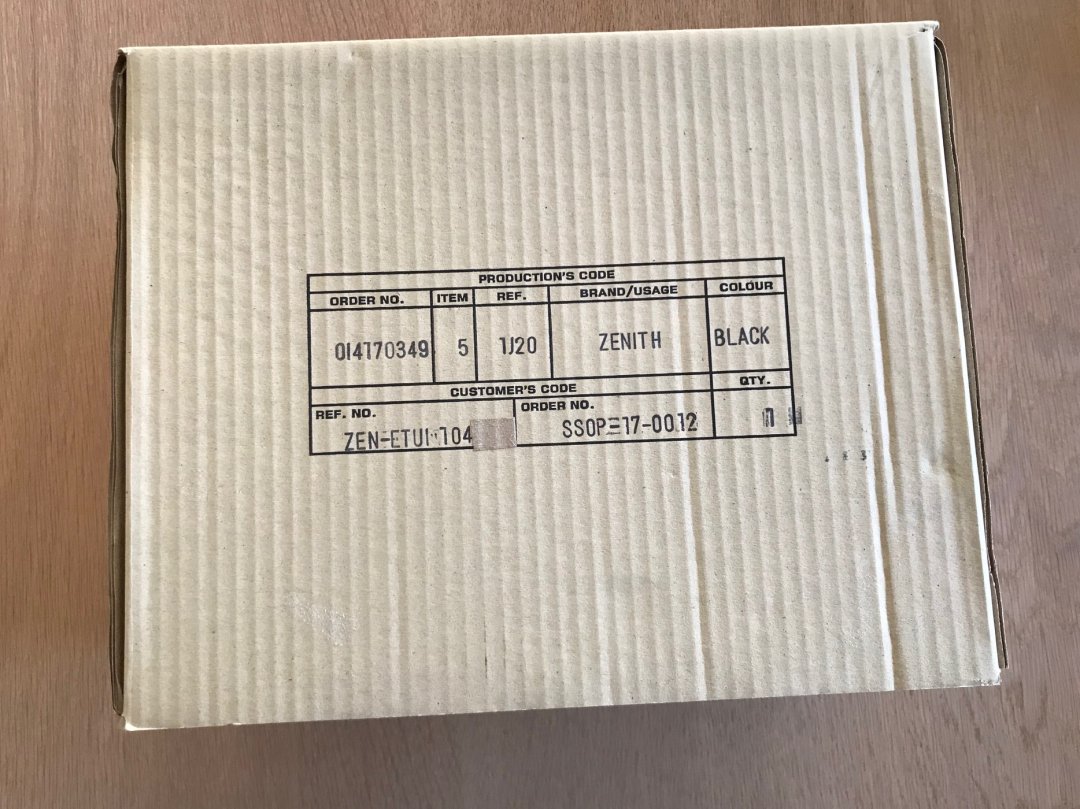 PRODUCTION'S CODE
ORDER NO. ITEM REF. BRAND/USAGE COLOUR
014170349 5 1J20 ZENITH BLACK
CUSTOMER'S CODE QTY.
REF. NO. ORDER NO.
ZEN-ETUI-104 SSOPE17-0012